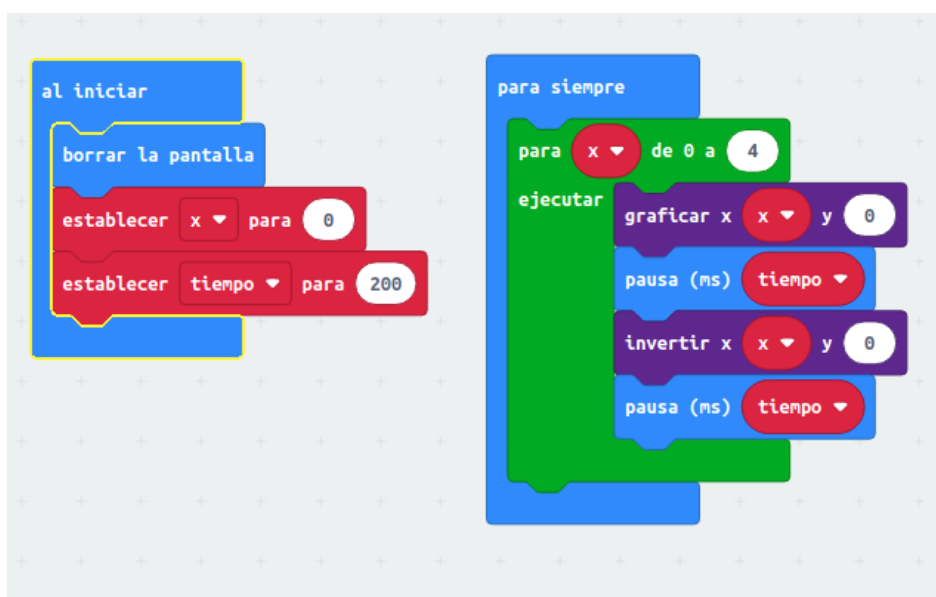 al iniciar
borrar la pantalla
establecer x para 0
establecer tiempo para 200
para siempre
para x de 0 a 4
ejecutar
graficar x x y 0
pausa (ms) tiempo
invertir x x y 0
pausa (ms) tiempo